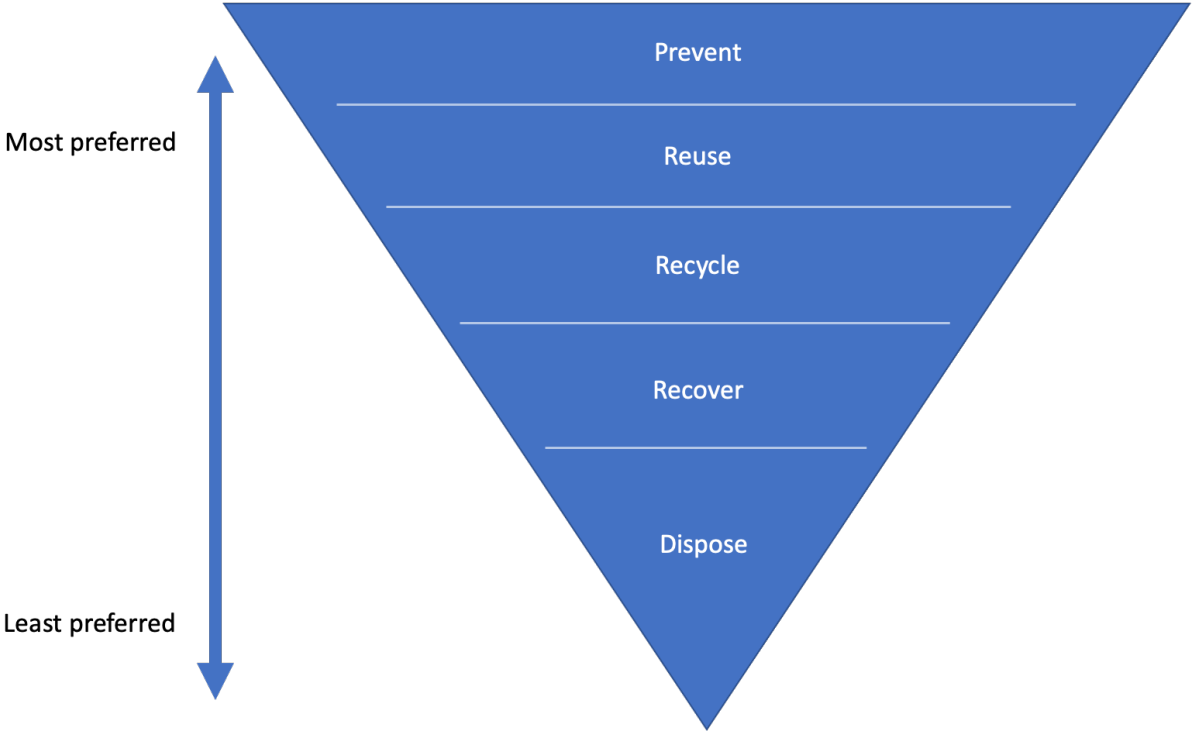 Prevent
Most preferred
Reuse
Recycle
Recover
Dispose
Least preferred